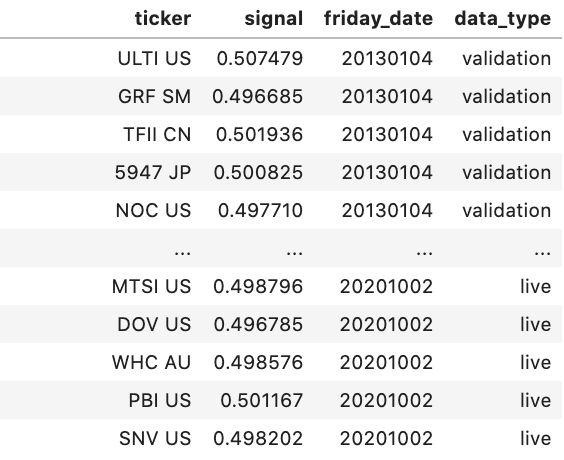 ticker signal friday_date data_type
ULTI US 0.507479 20130104 validation
GRF SM 0.496685 20130104 validation
TFII CN 0.501936 20130104 validation
5947 JP 0.500825 20130104 validation
NOC US 0.497710 20130104 validation
... ... ... ...
MTSI US 0.498796 20201002 live
DOV US 0.496785 20201002 live
WHC AU 0.498576 20201002 live
PBI US 0.501167 20201002 live
SNV US 0.498202 20201002 live